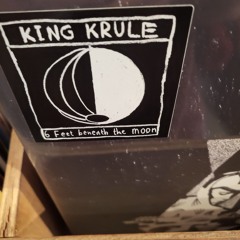 KING KRULE
6 Feet beneath the moon